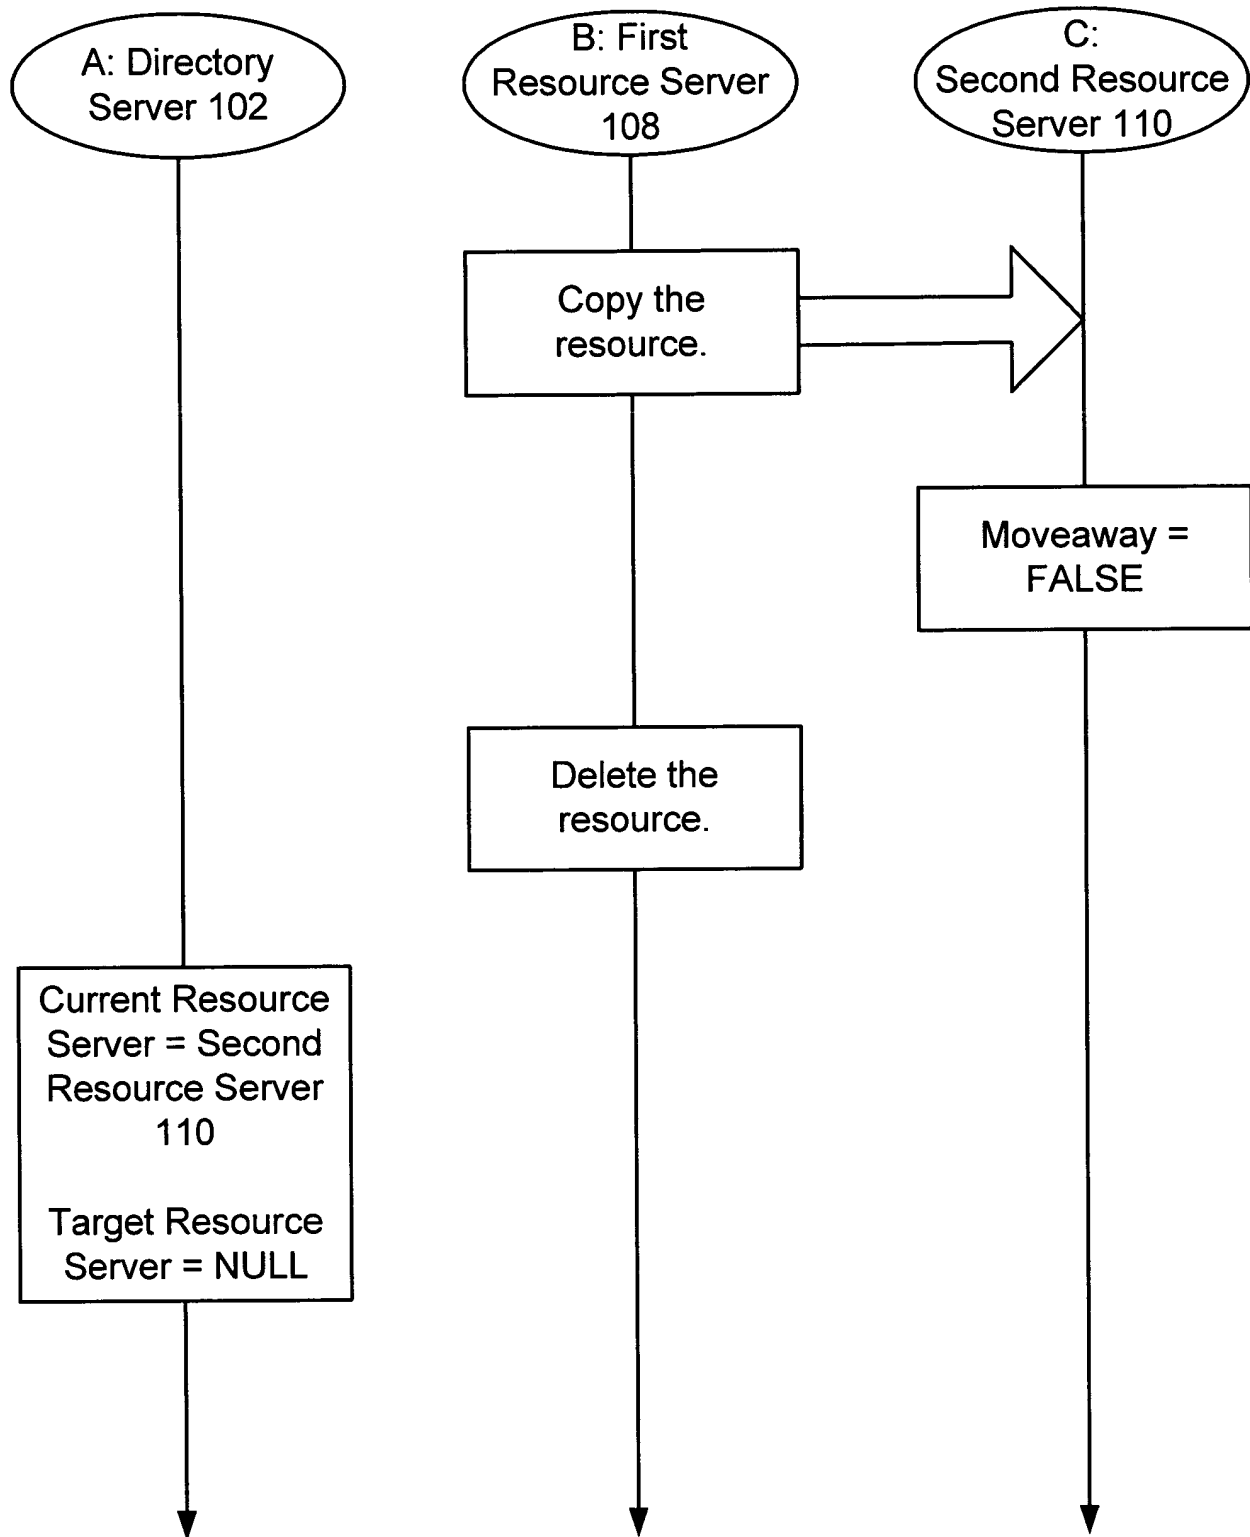 A: Directory
Server 102
B: First
Resource Server
108
C:
Second Resource
Server 110
Copy the
resource.
Moveaway =
FALSE
Delete the
resource.
Current Resource
Server = Second
Resource Server
110
Target Resource
Server = NULL